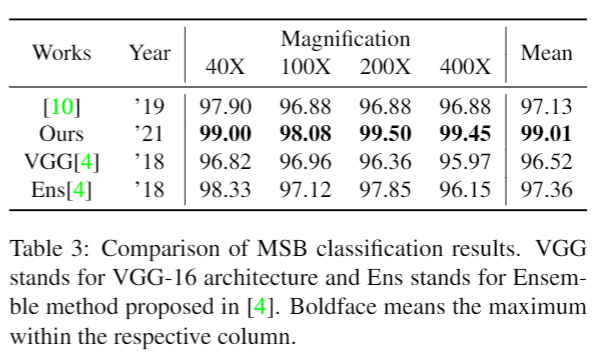 Works Year Magnification Mean
40X 100X 200X 400X
[10] '19 97.90 96.88 96.88 96.88 97.13
Ours '21 99.00 98.08 99.50 99.45 99.01
VGG[4] '18 96.82 96.96 96.36 95.97 96.52
Ens[4] '18 98.33 97.12 97.85 96.15 97.36
Table 3: Comparison of MSB classification results. VGG
stands for VGG-16 architecture and Ens stands for Ensem-
ble method proposed in [4]. Boldface means the maximum
within the respective column.